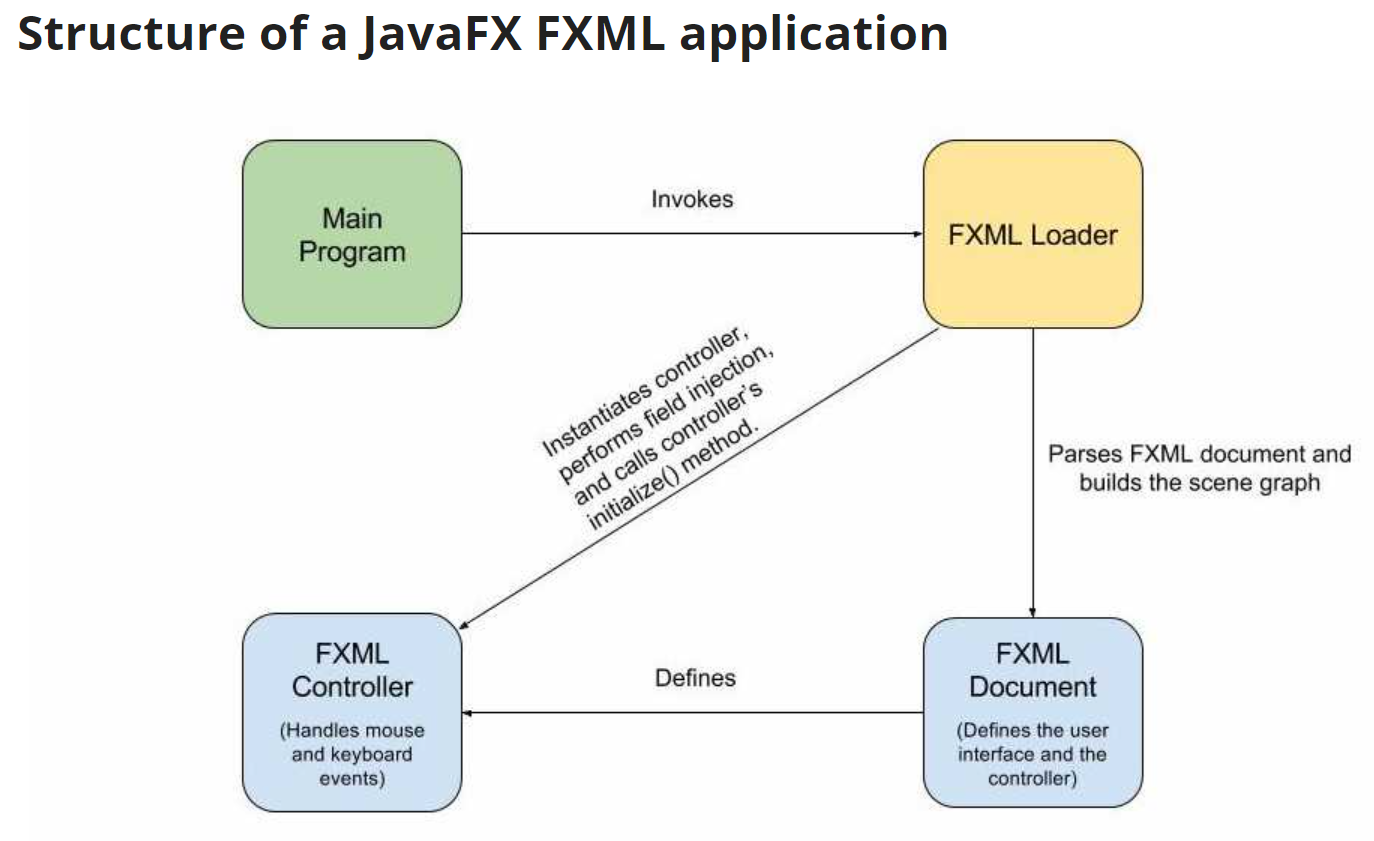 Structure of a JavaFX FXML application
Main
Program
Invokes
FXML Loader
Instantiates controller,
performs field injection,
and calls controller's
initialize() method.
Parses FXML document and
builds the scene graph
FXML
Controller
(Handles mouse
and keyboard
events)
Defines
FXML
Document
(Defines the user
interface and the
controller)